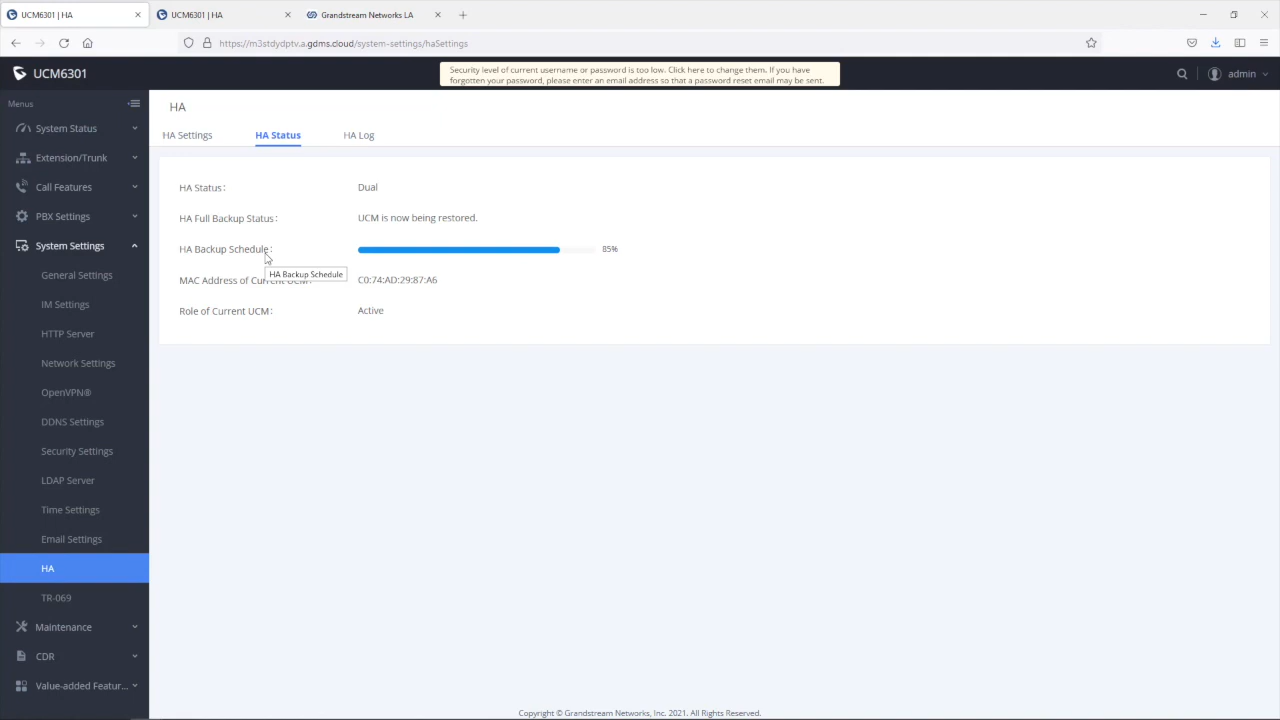 UCM6301 | HA
UCM6301 | HA
Grandstream Networks LA
https://m3stdydptv.a.gdms.cloud/system-settings/haSettings
UCM6301
Security level of current username or password is too low. Click here to change them. If you have
forgotten your password, please enter an email address so that a password reset email may be sent.
admin
Menus
System Status
Extension/Trunk
Call Features
PBX Settings
System Settings
General Settings
IM Settings
HTTP Server
Network Settings
OpenVPN®
DDNS Settings
Security Settings
LDAP Server
Time Settings
Email Settings
HA
TR-069
Maintenance
CDR
Value-added Featur...
HA
HA Settings
HA Status
HA Log
HA Status: Dual
HA Full Backup Status: UCM is now being restored.
HA Backup Schedule: 85%
HA Backup Schedule
MAC Address of Current UCM: C0:74:AD:29:87:A6
Role of Current UCM: Active
Copyright © Grandstream Networks, Inc. 2021. All Rights Reserved.